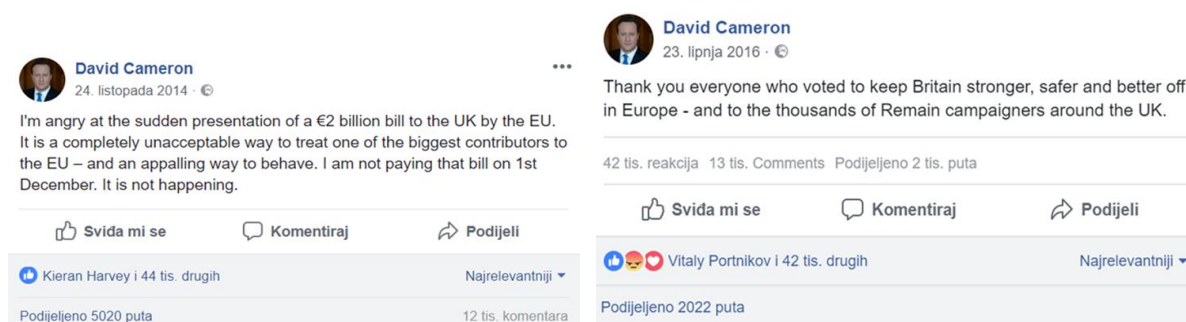 David Cameron
24. listopada 2014 ·
I'm angry at the sudden presentation of a €2 billion bill to the UK by the EU.
It is a completely unacceptable way to treat one of the biggest contributors to
the EU – and an appalling way to behave. I am not paying that bill on 1st
December. It is not happening.
Sviđa mi se Komentiraj Podijeli
Kieran Harvey i 44 tis. drugih Najrelevantniji
Podijeljeno 5020 puta 12 tis. komentara
David Cameron
23. lipnja 2016 ·
Thank you everyone who voted to keep Britain stronger, safer and better off
in Europe - and to the thousands of Remain campaigners around the UK.
42 tis. reakcija 13 tis. Comments Podijeljeno 2 tis. puta
Sviđa mi se Komentiraj Podijeli
Vitaly Portnikov i 42 tis. drugih Najrelevantniji
Podijeljeno 2022 puta